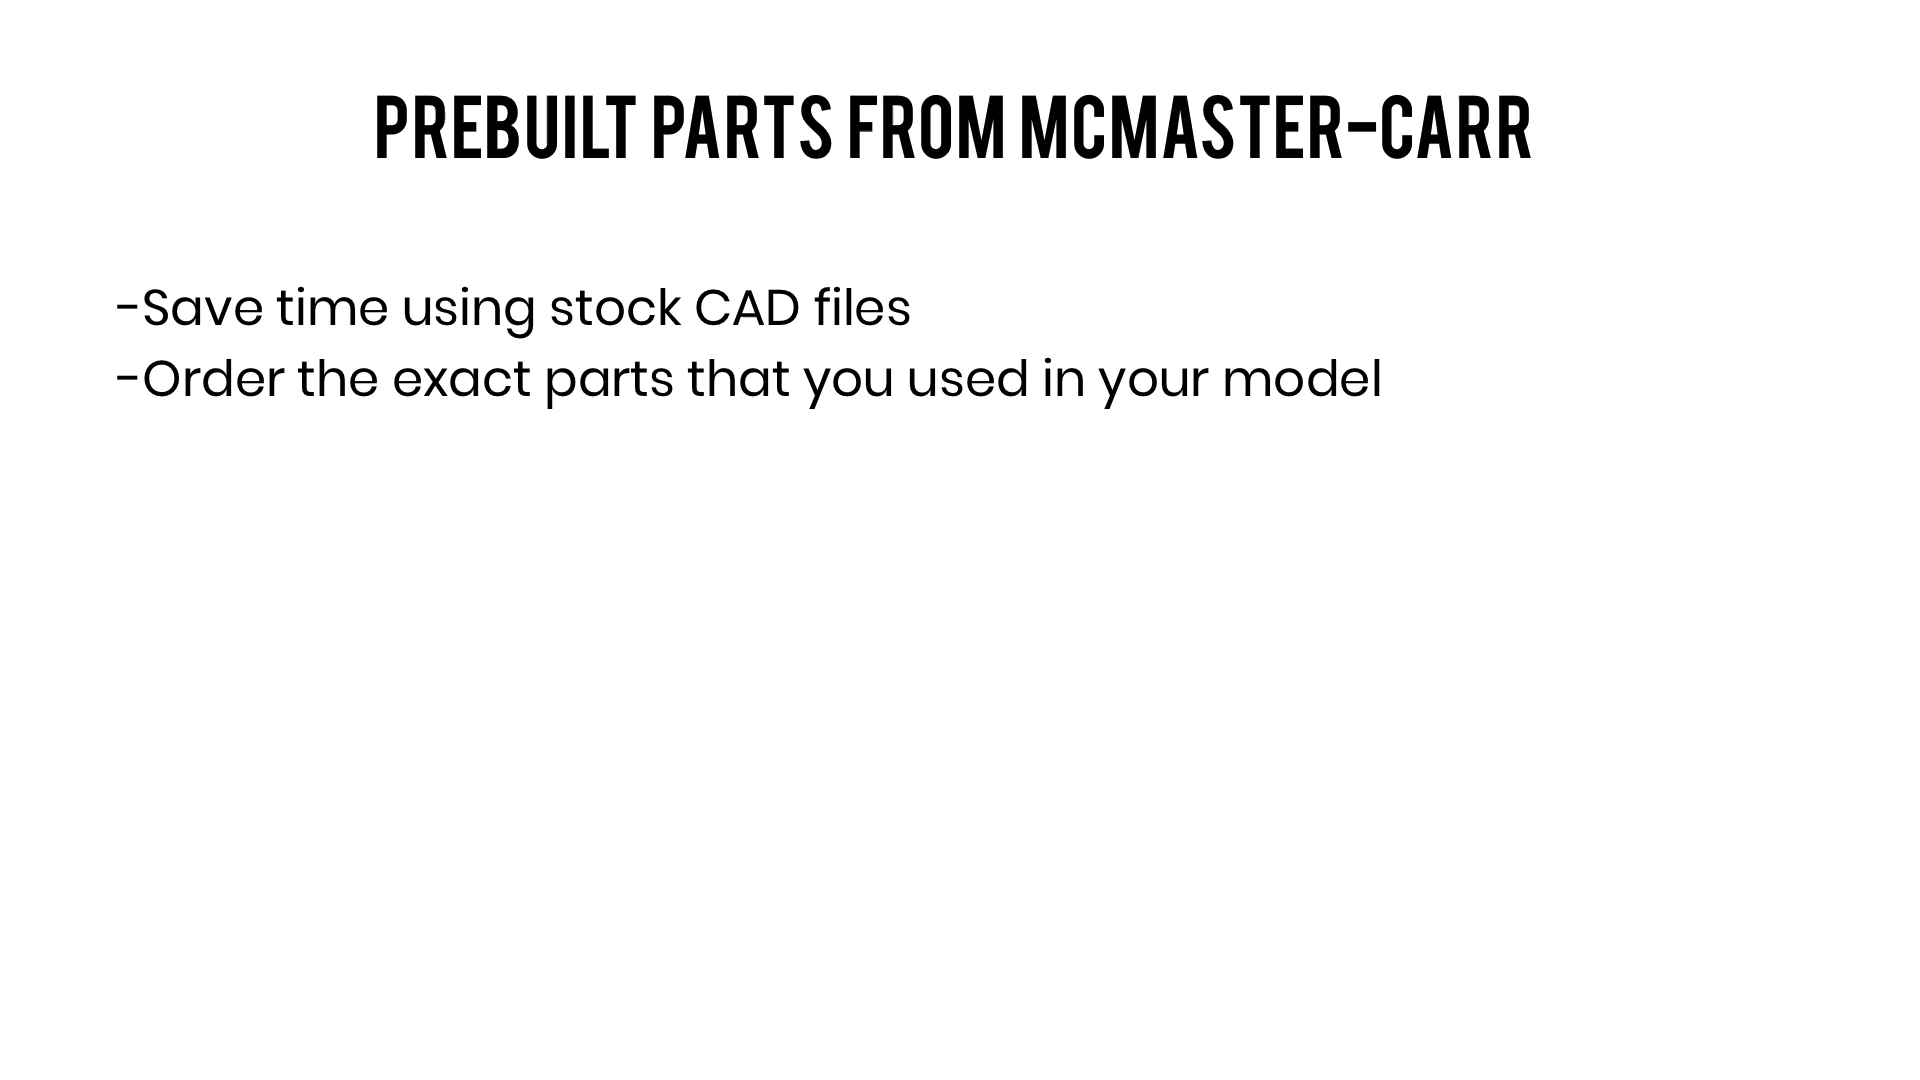 PREBUILT PARTS FROM MCMASTER-CARR
-Save time using stock CAD files
-Order the exact parts that you used in your model